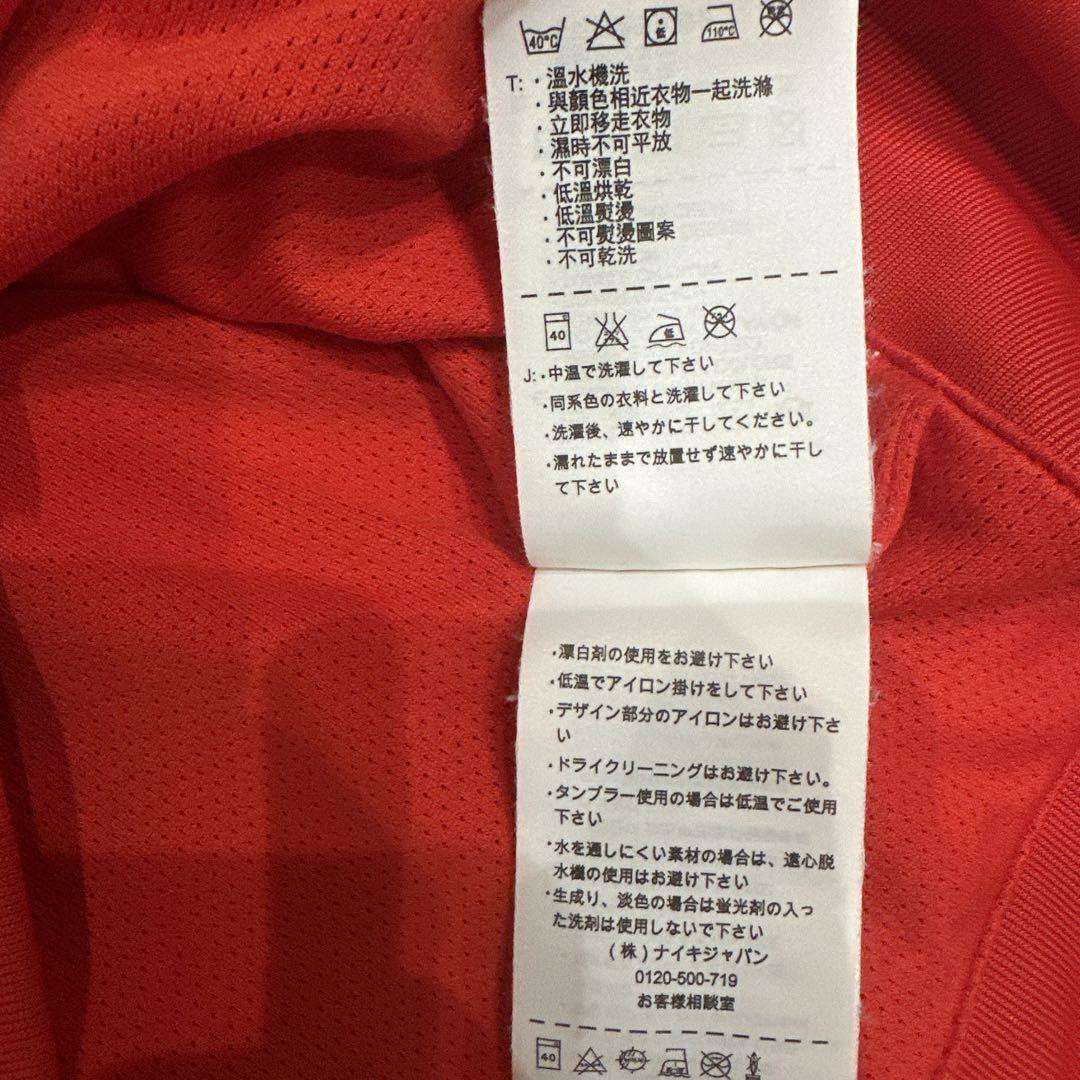 40°C 低 110°C
T: ・溫水機洗
・與顏色相近衣物一起洗滌
・立即移走衣物
・濕時不可平放
・不可漂白
・低溫烘乾
・低溫熨燙
・不可熨燙圖案
・不可乾洗
40 低
J:・中温で洗濯して下さい
・同系色の衣料と洗濯して下さい
・洗濯後、速やかに干してください。
・濡れたままで放置せず速やかに干し
て下さい
・漂白剤の使用をお避け下さい
・低温でアイロン掛けをして下さい
・デザイン部分のアイロンはお避け下さ
い
・ドライクリーニングはお避け下さい。
・タンブラー使用の場合は低温でご使用
下さい
・水を通しにくい素材の場合は、遠心脱
水機の使用はお避け下さい
・生成り、淡色の場合は蛍光剤の入っ
た洗剤は使用しないで下さい
(株)ナイキジャパン
0120-500-719
お客様相談室
40